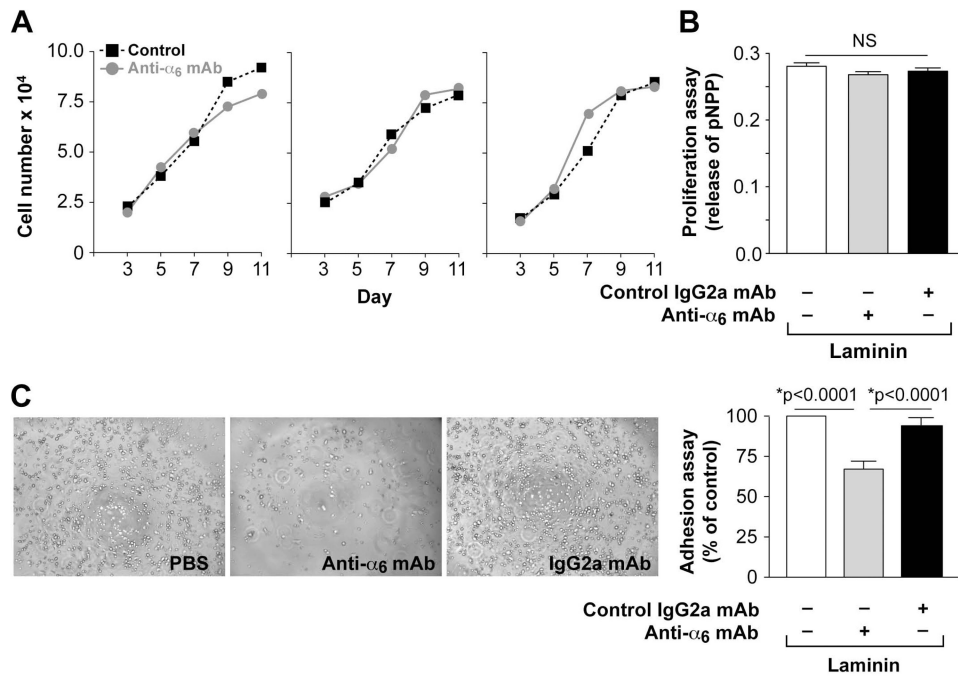 A
Cell number x 10⁴
10.0
7.5
5.0
2.5
0
Control
Anti-α₆ mAb
3 5 7 9 11
3 5 7 9 11
3 5 7 9 11
Day
B
Proliferation assay
(release of pNPP)
0.3
0.2
0.1
0.0
NS
Control IgG2a mAb – – +
Anti-α₆ mAb – + –
Laminin
C
PBS
Anti-α₆ mAb
IgG2a mAb
Adhesion assay
(% of control)
*p<0.0001 *p<0.0001
100
75
50
25
0
Control IgG2a mAb – – +
Anti-α₆ mAb – + –
Laminin